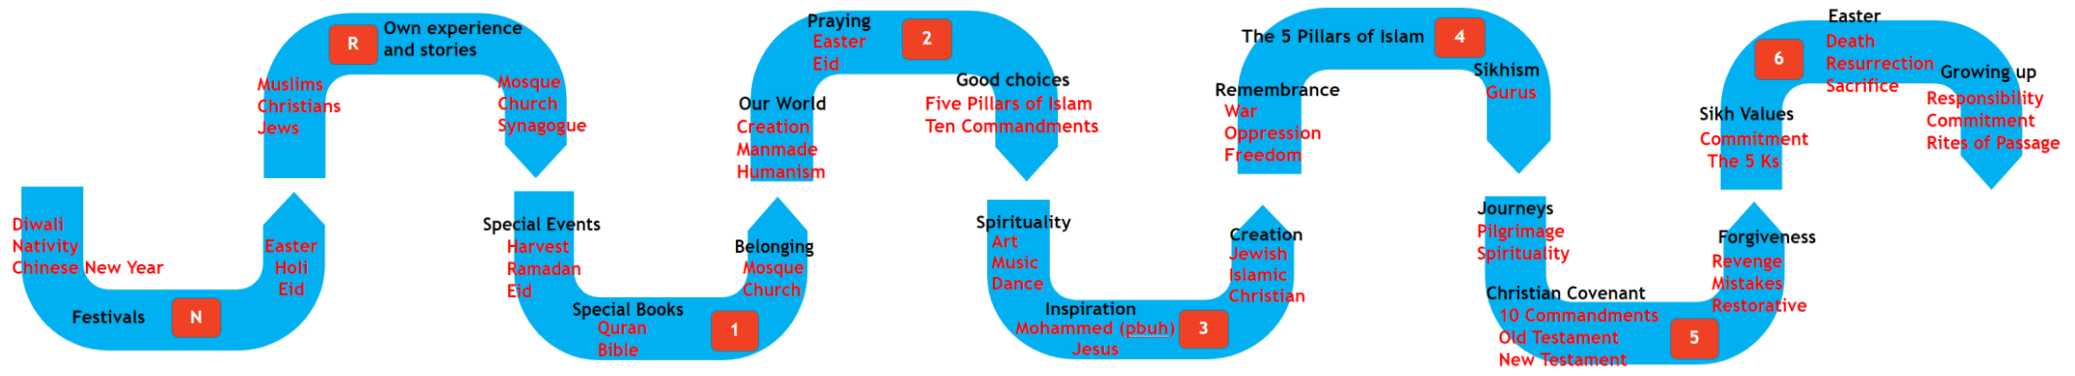 Diwali
Nativity
Chinese New Year
Festivals
N
Easter
Holi
Eid
Muslims
Christians
Jews
R
Own experience
and stories
Mosque
Church
Synagogue
Special Events
Harvest
Ramadan
Eid
Special Books
Quran
Bible
1
Belonging
Mosque
Church
Our World
Creation
Manmade
Humanism
Praying
Easter
Eid
2
Good choices
Five Pillars of Islam
Ten Commandments
Spirituality
Art
Music
Dance
Inspiration
Mohammed (pbuh)
Jesus
3
Creation
Jewish
Islamic
Christian
Remembrance
War
Oppression
Freedom
The 5 Pillars of Islam
4
Sikhism
Gurus
Journeys
Pilgrimage
Spirituality
Christian Covenant
10 Commandments
Old Testament
New Testament
5
Forgiveness
Revenge
Mistakes
Restorative
Sikh Values
Commitment
The 5 Ks
6
Easter
Death
Resurrection
Sacrifice
Growing up
Responsibility
Commitment
Rites of Passage